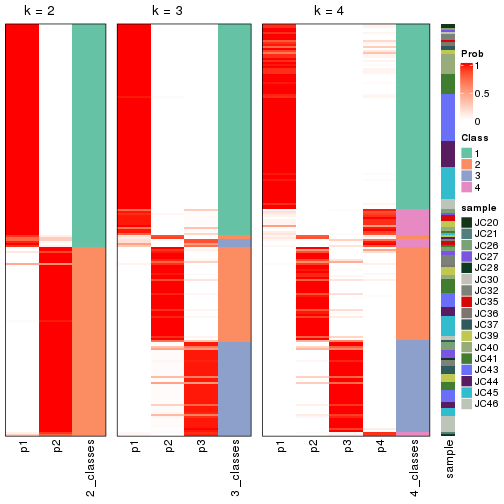 k = 2
k = 3
k = 4
p1
p2
2_classes
p1
p2
p3
3_classes
p1
p2
p3
p4
4_classes
sample
Prob
1
0.5
0
Class
1
2
3
4
sample
JC20
JC21
JC26
JC27
JC28
JC30
JC32
JC35
JC36
JC37
JC39
JC40
JC41
JC43
JC44
JC45
JC46